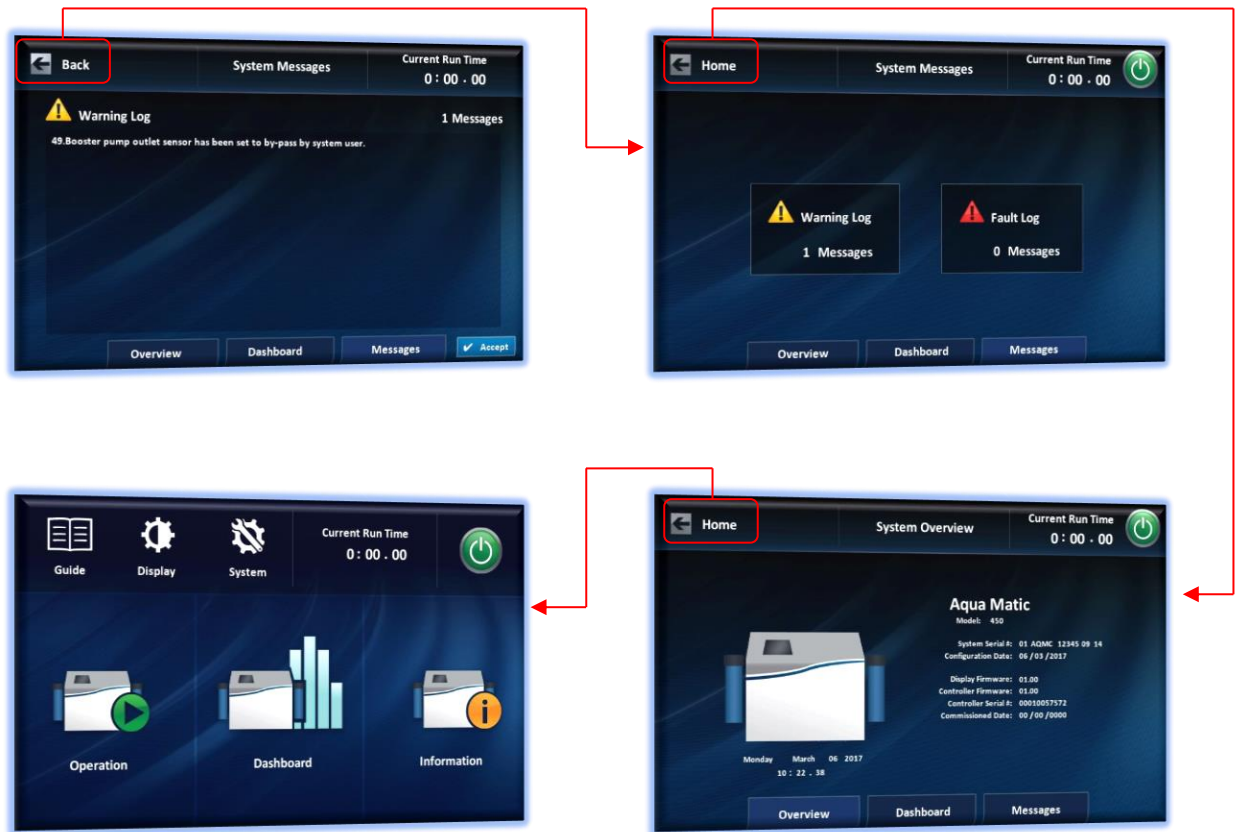 Back
System Messages
Current Run Time
0 : 00 . 00
Warning Log
1 Messages
49.Booster pump outlet sensor has been set to by-pass by system user.
Overview
Dashboard
Messages
Accept
Home
System Messages
Current Run Time
0 : 00 . 00
Warning Log
1 Messages
Fault Log
0 Messages
Overview
Dashboard
Messages
Guide
Display
System
Current Run Time
0 : 00 . 00
Operation
Dashboard
Information
Home
System Overview
Current Run Time
0 : 00 . 00
Aqua Matic
Model: 450
System Serial #: 01 AQMC 12345 09 14
Configuration Date: 06 / 03 / 2017
Display Firmware: 01.00
Controller Firmware: 01.00
Controller Serial #: 00010057572
Commissioned Date: 00 / 00 / 0000
Monday March 06 2017
10 : 22 . 38
Overview
Dashboard
Messages